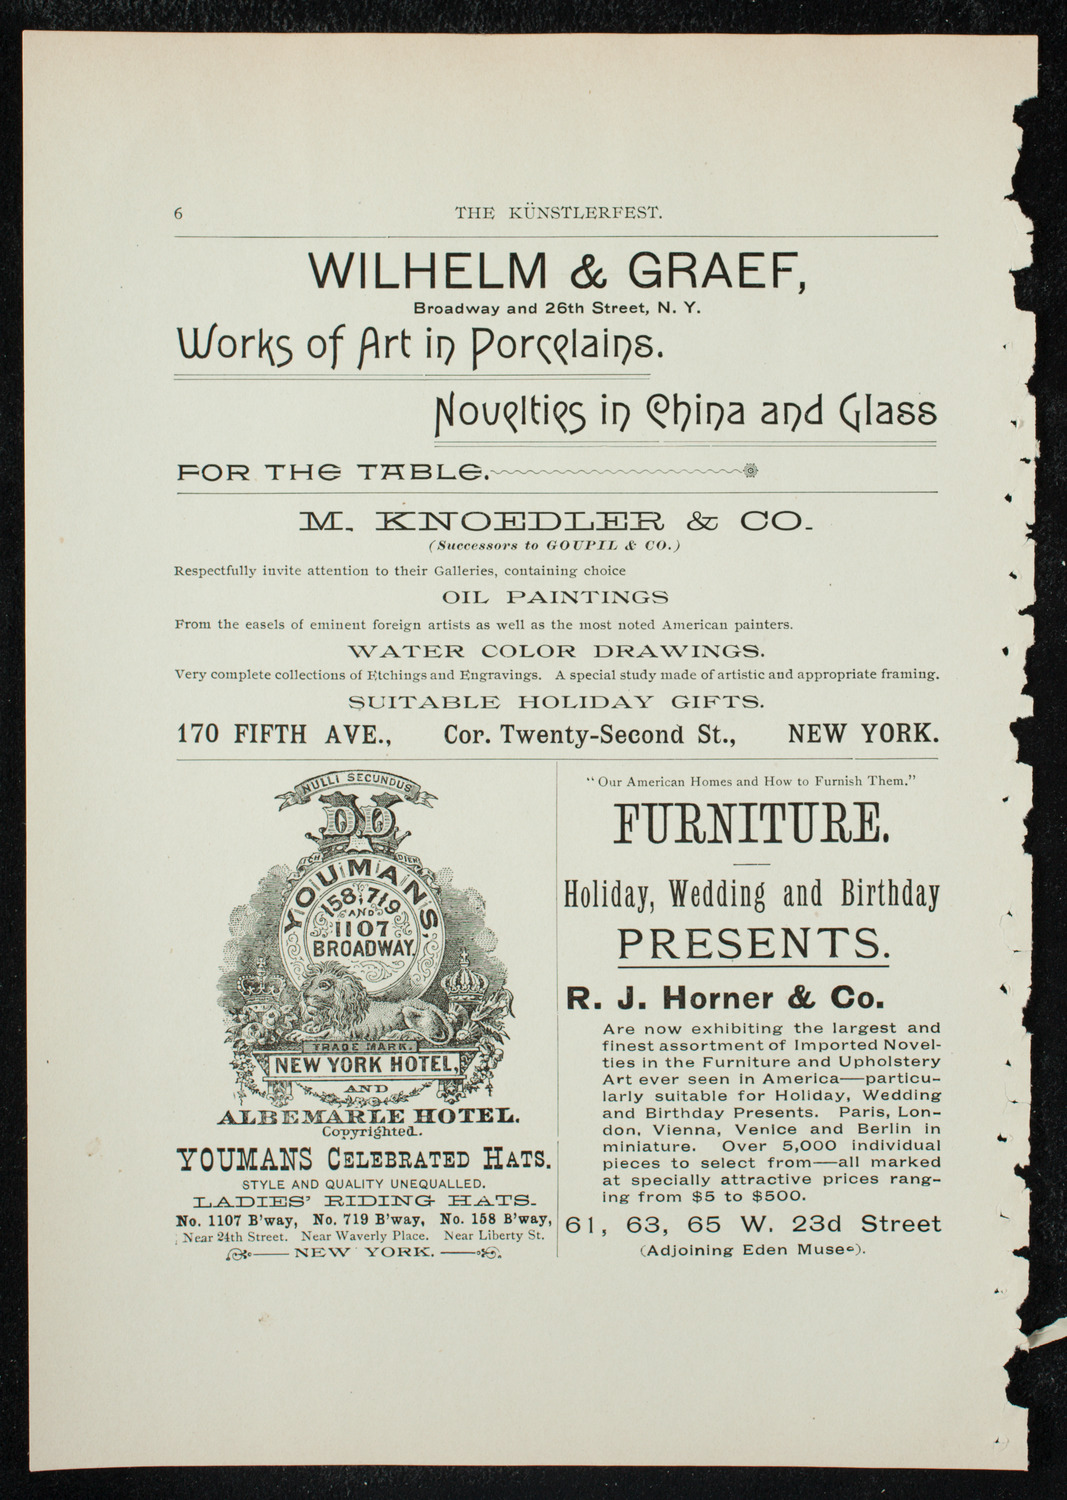 6 THE KÜNSTLERFEST.
WILHELM & GRAEF,
Broadway and 26th Street, N. Y.
Works of Art in Porcelains.
Novelties in China and Glass
FOR THE TABLE.
M. KNOEDLER & CO.
(Successors to GOUPIL & CO.)
Respectfully invite attention to their Galleries, containing choice
OIL PAINTINGS
From the easels of eminent foreign artists as well as the most noted American painters.
WATER COLOR DRAWINGS.
Very complete collections of Etchings and Engravings. A special study made of artistic and appropriate framing.
SUITABLE HOLIDAY GIFTS.
170 FIFTH AVE., Cor. Twenty-Second St., NEW YORK.
NULLI SECUNDUS
ICH DIEN
YOUMANS,
158, 719
AND
1107
BROADWAY.
TRADE MARK.
NEW YORK HOTEL,
AND
ALBEMARLE HOTEL.
Copyrighted.
YOUMANS CELEBRATED HATS.
STYLE AND QUALITY UNEQUALLED.
LADIES' RIDING HATS.
No. 1107 B'way, No. 719 B'way, No. 158 B'way,
Near 24th Street. Near Waverly Place. Near Liberty St.
NEW YORK.
"Our American Homes and How to Furnish Them."
FURNITURE.
Holiday, Wedding and Birthday
PRESENTS.
R. J. Horner & Co.
Are now exhibiting the largest and
finest assortment of Imported Novel-
ties in the Furniture and Upholstery
Art ever seen in America—particu-
larly suitable for Holiday, Wedding
and Birthday Presents. Paris, Lon-
don, Vienna, Venice and Berlin in
miniature. Over 5,000 individual
pieces to select from—all marked
at specially attractive prices rang-
ing from $5 to $500.
61, 63, 65 W. 23d Street
(Adjoining Eden Musee).